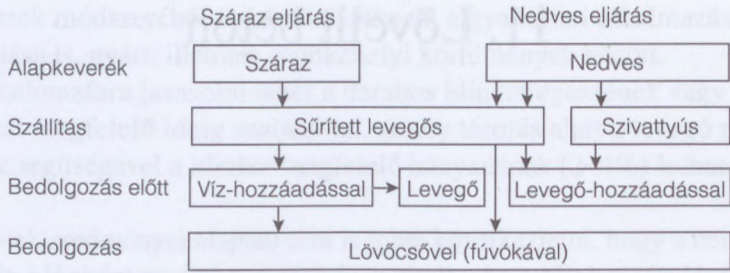 Száraz eljárás Nedves eljárás
Alapkeverék Száraz Nedves
Szállítás Sűrített levegős Szivattyús
Bedolgozás előtt Víz-hozzáadással Levegő Levegő-hozzáadással
Bedolgozás Lövőcsővel (fúvókával)